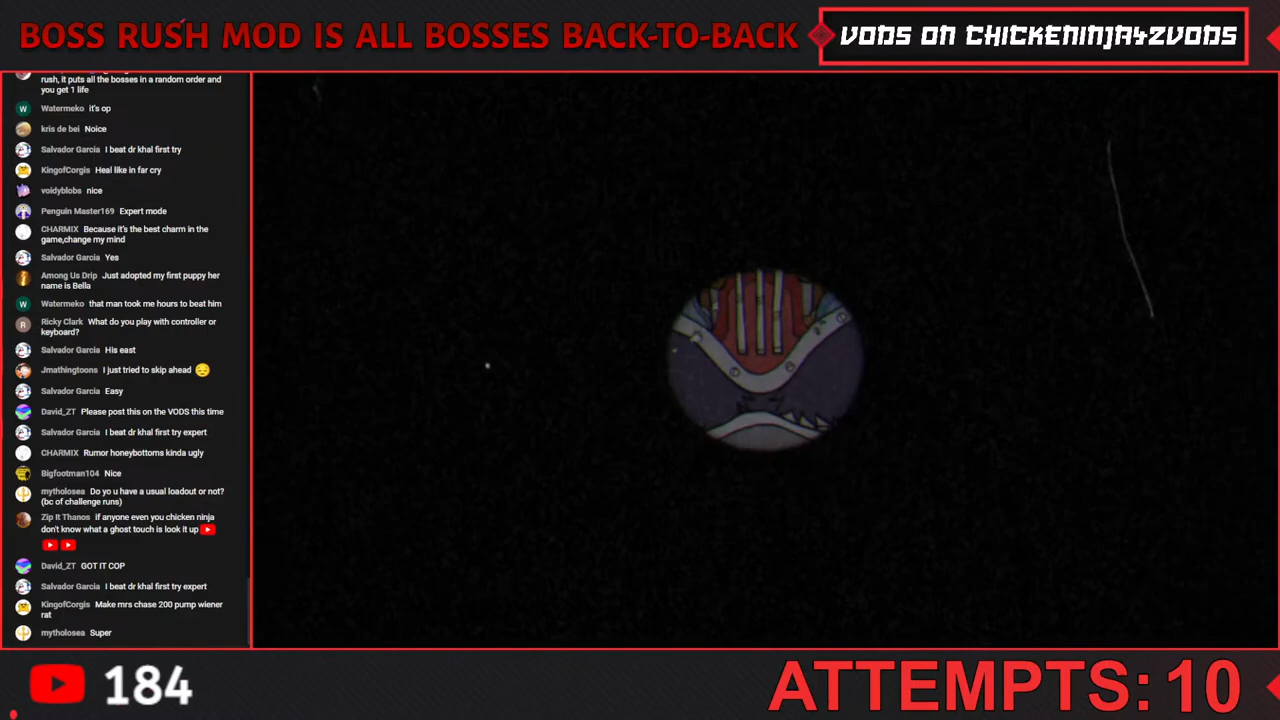 BOSS RUSH MOD IS ALL BOSSES BACK-TO-BACK
VODS ON CHICKENINJA42VODS
rush, it puts all the bosses in a random order and
you get 1 life
W
Watermeko it's op
kris de bei Noice
Salvador Garcia I beat dr khal first try
KingofCorgis Heal like in far cry
voidyblobs nice
Penguin Master169 Expert mode
CHARMIX Because it's the best charm in the
game,change my mind
Salvador Garcia Yes
Among Us Drip Just adopted my first puppy her
name is Bella
W
Watermeko that man took me hours to beat him
R
Ricky Clark What do you play with controller or
keyboard?
Salvador Garcia His east
Jmathingtoons I just tried to skip ahead 😔
Salvador Garcia Easy
David_ZT Please post this on the VODS this time
Salvador Garcia I beat dr khal first try expert
CHARMIX Rumor honeybottoms kinda ugly
Bigfootman104 Nice
mytholosea Do yo u have a usual loadout or not?
(bc of challenge runs)
Zip It Thanos if anyone even you chicken ninja
don't know what a ghost touch is look it up
David_ZT GOT IT COP
Salvador Garcia I beat dr khal first try expert
KingofCorgis Make mrs chase 200 pump wiener
rat
mytholosea Super
184
ATTEMPTS: 10